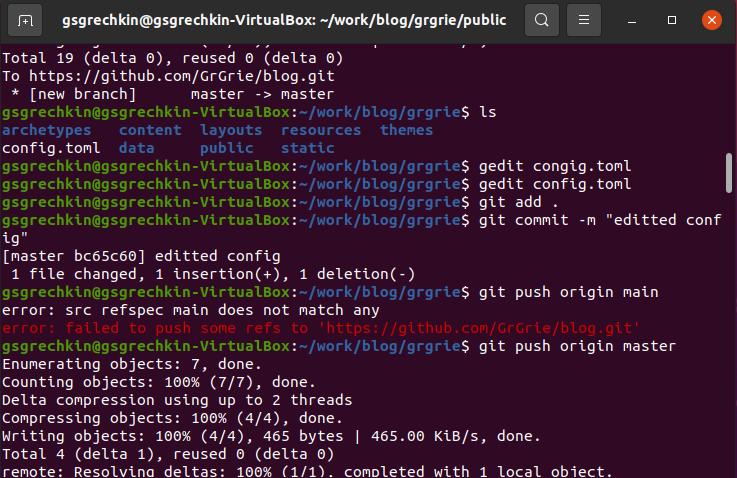 gsgrechkin@gsgrechkin-VirtualBox: ~/work/blog/grgrie/public
Total 19 (delta 0), reused 0 (delta 0)
To https://github.com/GrGrie/blog.git
 * [new branch]      master -> master
gsgrechkin@gsgrechkin-VirtualBox:~/work/blog/grgrie$ ls
archetypes   content  layouts  resources  themes
config.toml  data     public   static
gsgrechkin@gsgrechkin-VirtualBox:~/work/blog/grgrie$ gedit congig.toml
gsgrechkin@gsgrechkin-VirtualBox:~/work/blog/grgrie$ gedit config.toml
gsgrechkin@gsgrechkin-VirtualBox:~/work/blog/grgrie$ git add .
gsgrechkin@gsgrechkin-VirtualBox:~/work/blog/grgrie$ git commit -m "editted conf
ig"
[master bc65c60] editted config
 1 file changed, 1 insertion(+), 1 deletion(-)
gsgrechkin@gsgrechkin-VirtualBox:~/work/blog/grgrie$ git push origin main
error: src refspec main does not match any
error: failed to push some refs to 'https://github.com/GrGrie/blog.git'
gsgrechkin@gsgrechkin-VirtualBox:~/work/blog/grgrie$ git push origin master
Enumerating objects: 7, done.
Counting objects: 100% (7/7), done.
Delta compression using up to 2 threads
Compressing objects: 100% (4/4), done.
Writing objects: 100% (4/4), 465 bytes | 465.00 KiB/s, done.
Total 4 (delta 1), reused 0 (delta 0)
remote: Resolving deltas: 100% (1/1), completed with 1 local object.